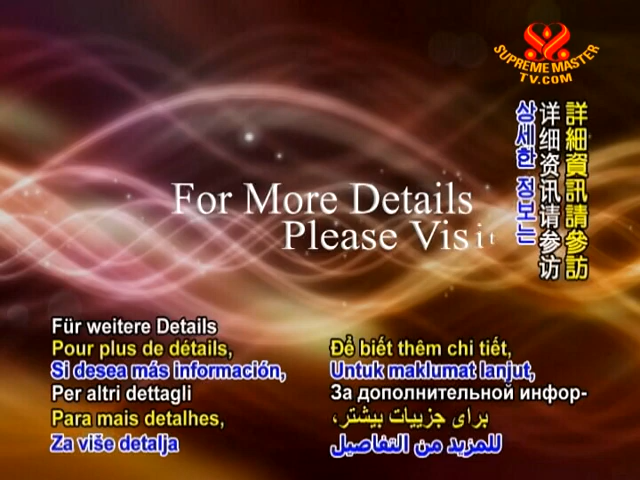 SUPREME MASTER
TV.COM
For More Details
Please Visit
詳細資訊請參訪
详细资讯请参访
상세한 정보는
Für weitere Details
Pour plus de détails,
Si desea más información,
Per altri dettagli
Para mais detalhes,
Za više detalja
Để biết thêm chi tiết,
Untuk maklumat lanjut,
За дополнительной инфор-
برای جزییات بیشتر،
للمزيد من التفاصيل